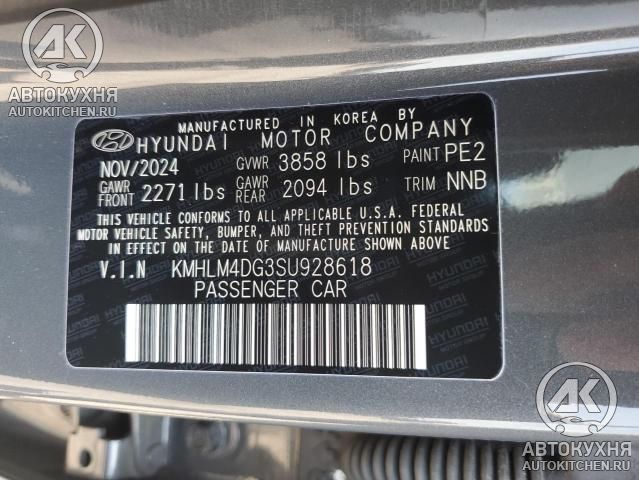 AK
АВТОКУХНЯ
AUTOKITCHEN.RU
MANUFACTURED IN KOREA BY
HYUNDAI MOTOR COMPANY
NOV/2024 GVWR 3858 lbs PAINT PE2
GAWR FRONT 2271 lbs GAWR REAR 2094 lbs TRIM NNB
THIS VEHICLE CONFORMS TO ALL APPLICABLE U.S.A. FEDERAL
MOTOR VEHICLE SAFETY, BUMPER, AND THEFT PREVENTION STANDARDS
IN EFFECT ON THE DATE OF MANUFACTURE SHOWN ABOVE.
V.I.N KMHLM4DG3SU928618
PASSENGER CAR
AK
АВТОКУХНЯ
AUTOKITCHEN.RU